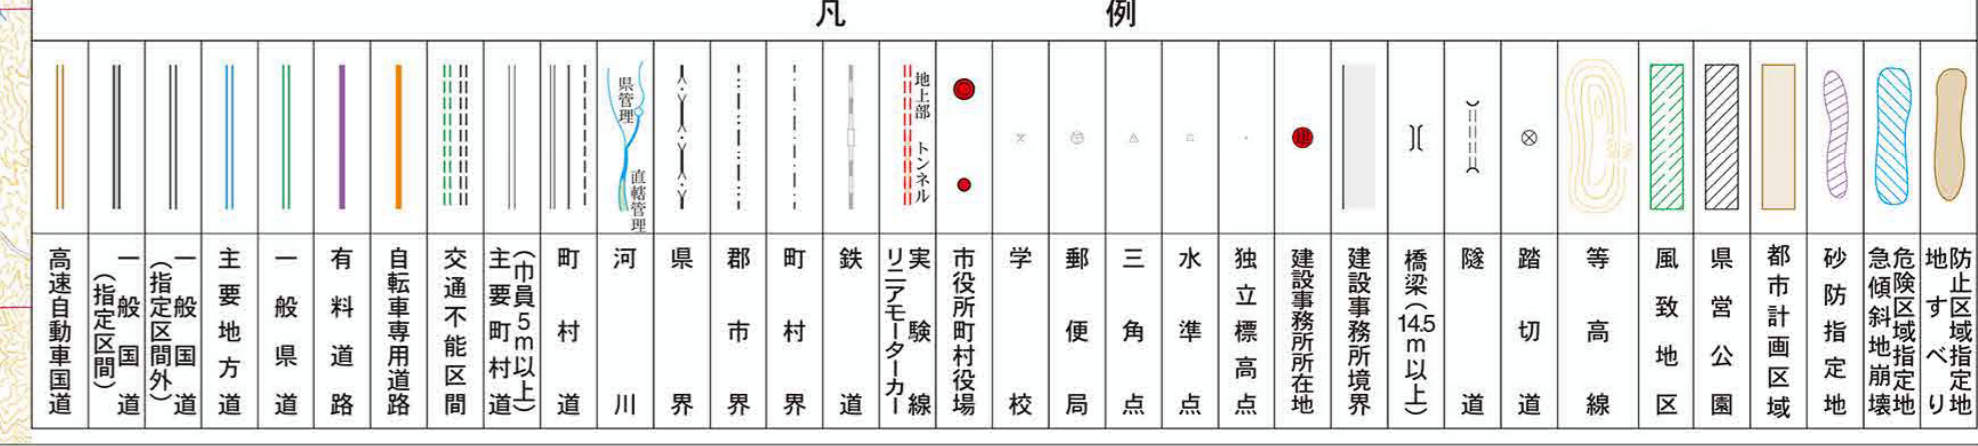 凡例
高速自動車国道
一般国道
(指定区間)
一般国道
(指定区間外)
主要地方道
一般県道
有料道路
自転車専用道路
交通不能区間
(巾員5m以上)
主要町村道
町村道
県管理
直轄管理
河川
県界
郡市界
町村界
鉄道
地上部 トンネル
実験線
リニアモーターカー
市役所町村役場
学校
郵便局
三角点
水準点
独立標高点
建設事務所所在地
建設事務所境界
橋梁(14.5m以上)
隧道
踏切道
等高線
風致地区
県営公園
都市計画区域
砂防指定地
危険区域指定地
急傾斜地崩壊
防止区域指定地
地すべり